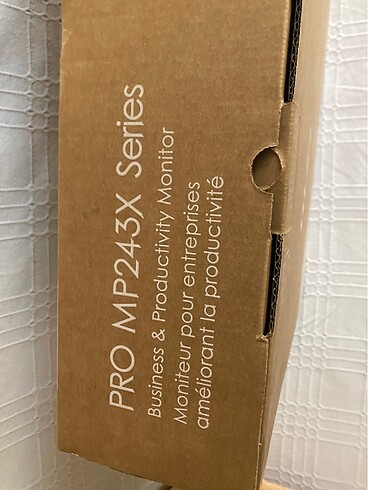 PRO MP243X Series
Business & Productivity Monitor
Moniteur pour entreprises
améliorant la productivité